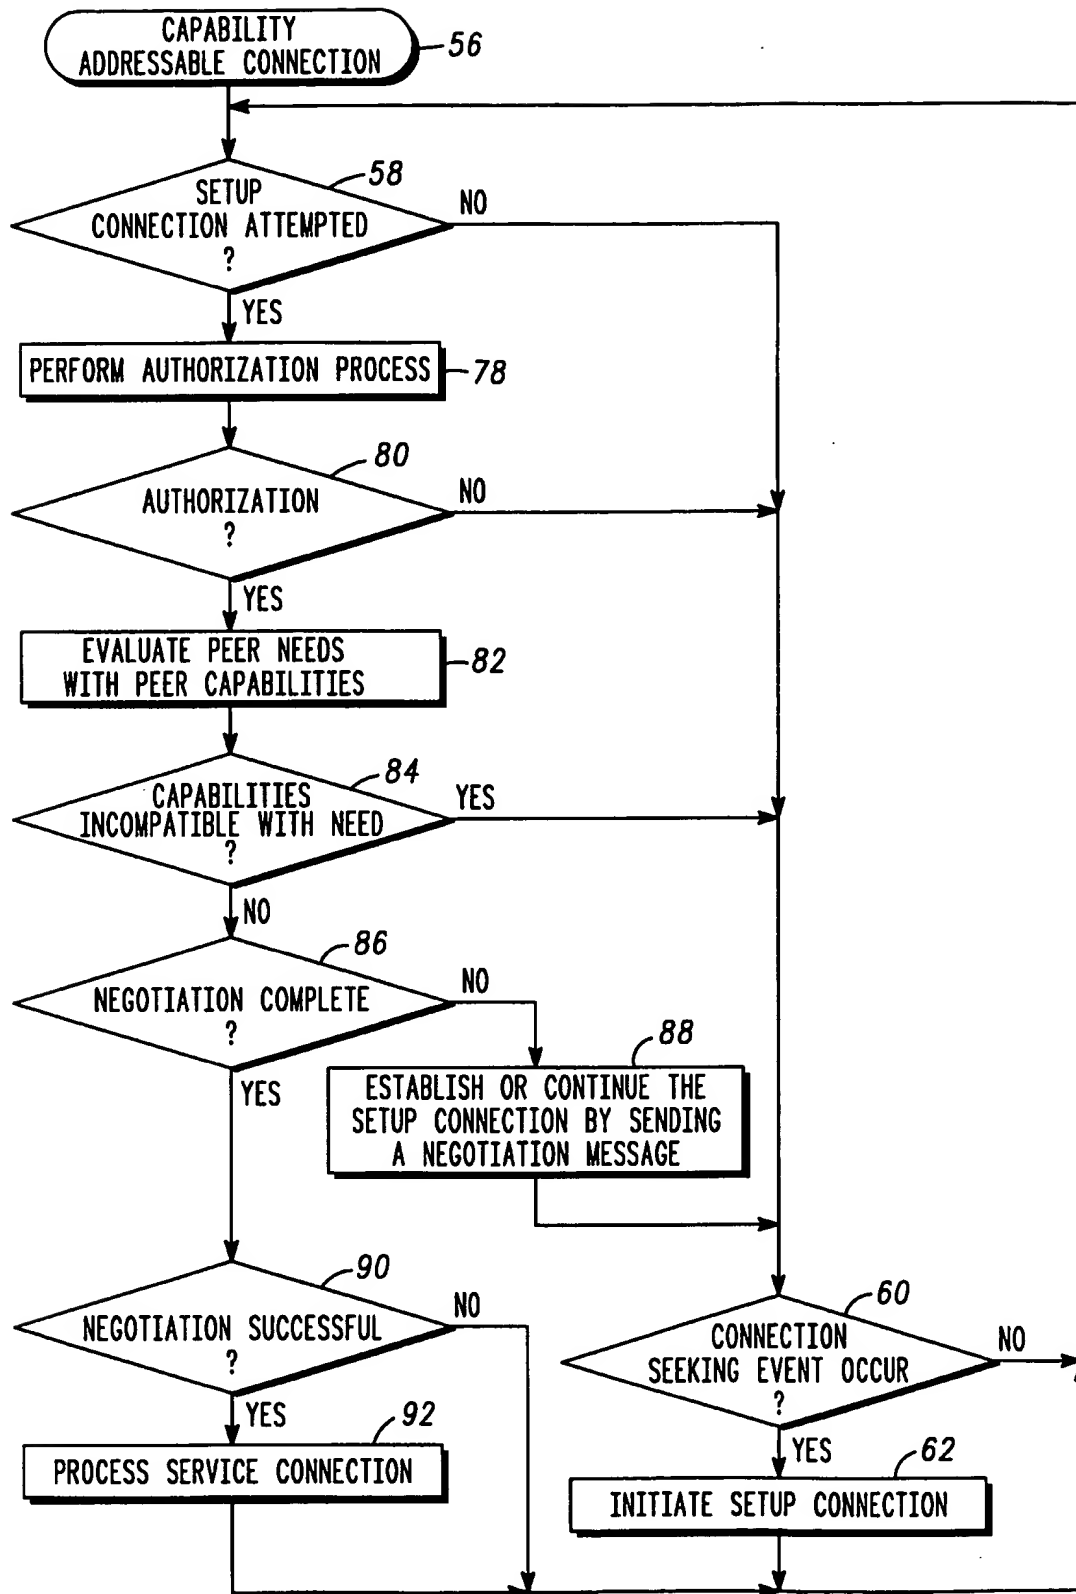 CAPABILITY
ADDRESSABLE CONNECTION
56
SETUP
CONNECTION ATTEMPTED
?
58
NO
YES
PERFORM AUTHORIZATION PROCESS
78
AUTHORIZATION
?
80
NO
YES
EVALUATE PEER NEEDS
WITH PEER CAPABILITIES
82
CAPABILITIES
INCOMPATIBLE WITH NEED
?
84
YES
NO
NEGOTIATION COMPLETE
?
86
NO
YES
88
ESTABLISH OR CONTINUE THE
SETUP CONNECTION BY SENDING
A NEGOTIATION MESSAGE
NEGOTIATION SUCCESSFUL
?
90
NO
YES
PROCESS SERVICE CONNECTION
92
CONNECTION
SEEKING EVENT OCCUR
?
60
NO
YES
INITIATE SETUP CONNECTION
62